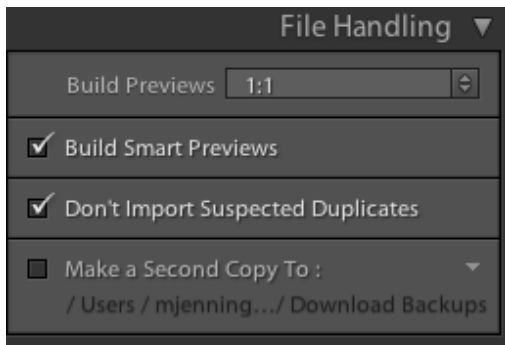 File Handling
Build Previews 1:1
Build Smart Previews
Don't Import Suspected Duplicates
Make a Second Copy To :
/ Users / mjenning.../ Download Backups